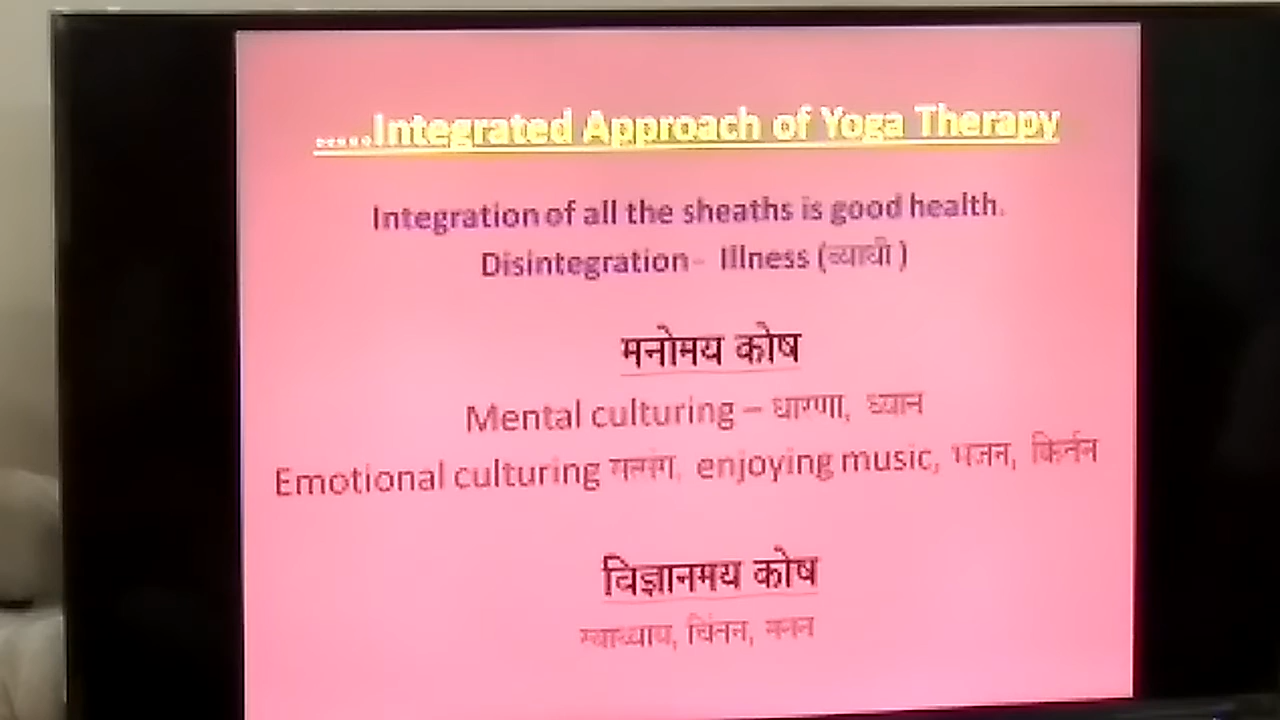 .....Integrated Approach of Yoga Therapy
Integration of all the sheaths is good health.
Disintegration- Illness (व्याधी )
मनोमय कोष
Mental culturing – धारणा, ध्यान
Emotional culturing सत्संग, enjoying music, भजन, किर्तन
विज्ञानमय कोष
स्वाध्याय, चिंतन, मनन